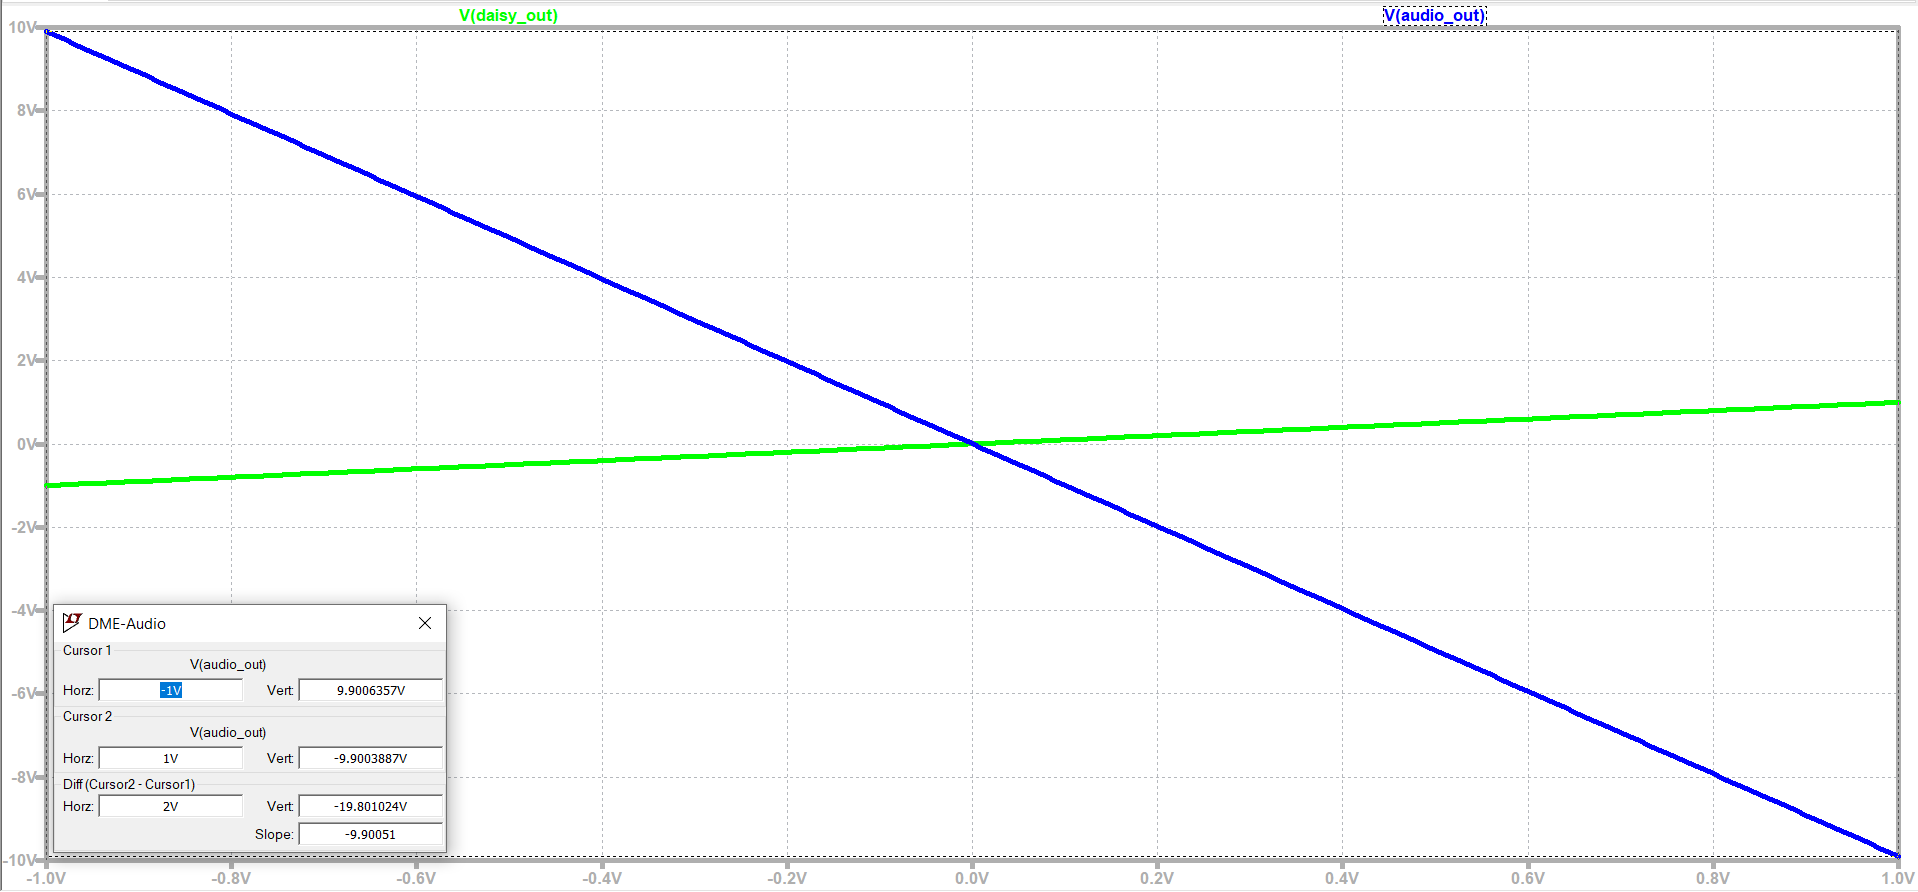 V(daisy_out) V(audio_out)
10V
8V
6V
4V
2V
0V
-2V
-4V
-6V
-8V
-10V
DME-Audio
Cursor 1
V(audio_out)
Horz: -1V Vert: 9.9006357V
Cursor 2
V(audio_out)
Horz: 1V Vert: -9.9003887V
Diff (Cursor2 - Cursor1)
Horz: 2V Vert: -19.801024V
Slope: -9.90051
-1.0V -0.8V -0.6V -0.4V -0.2V 0.0V 0.2V 0.4V 0.6V 0.8V 1.0V